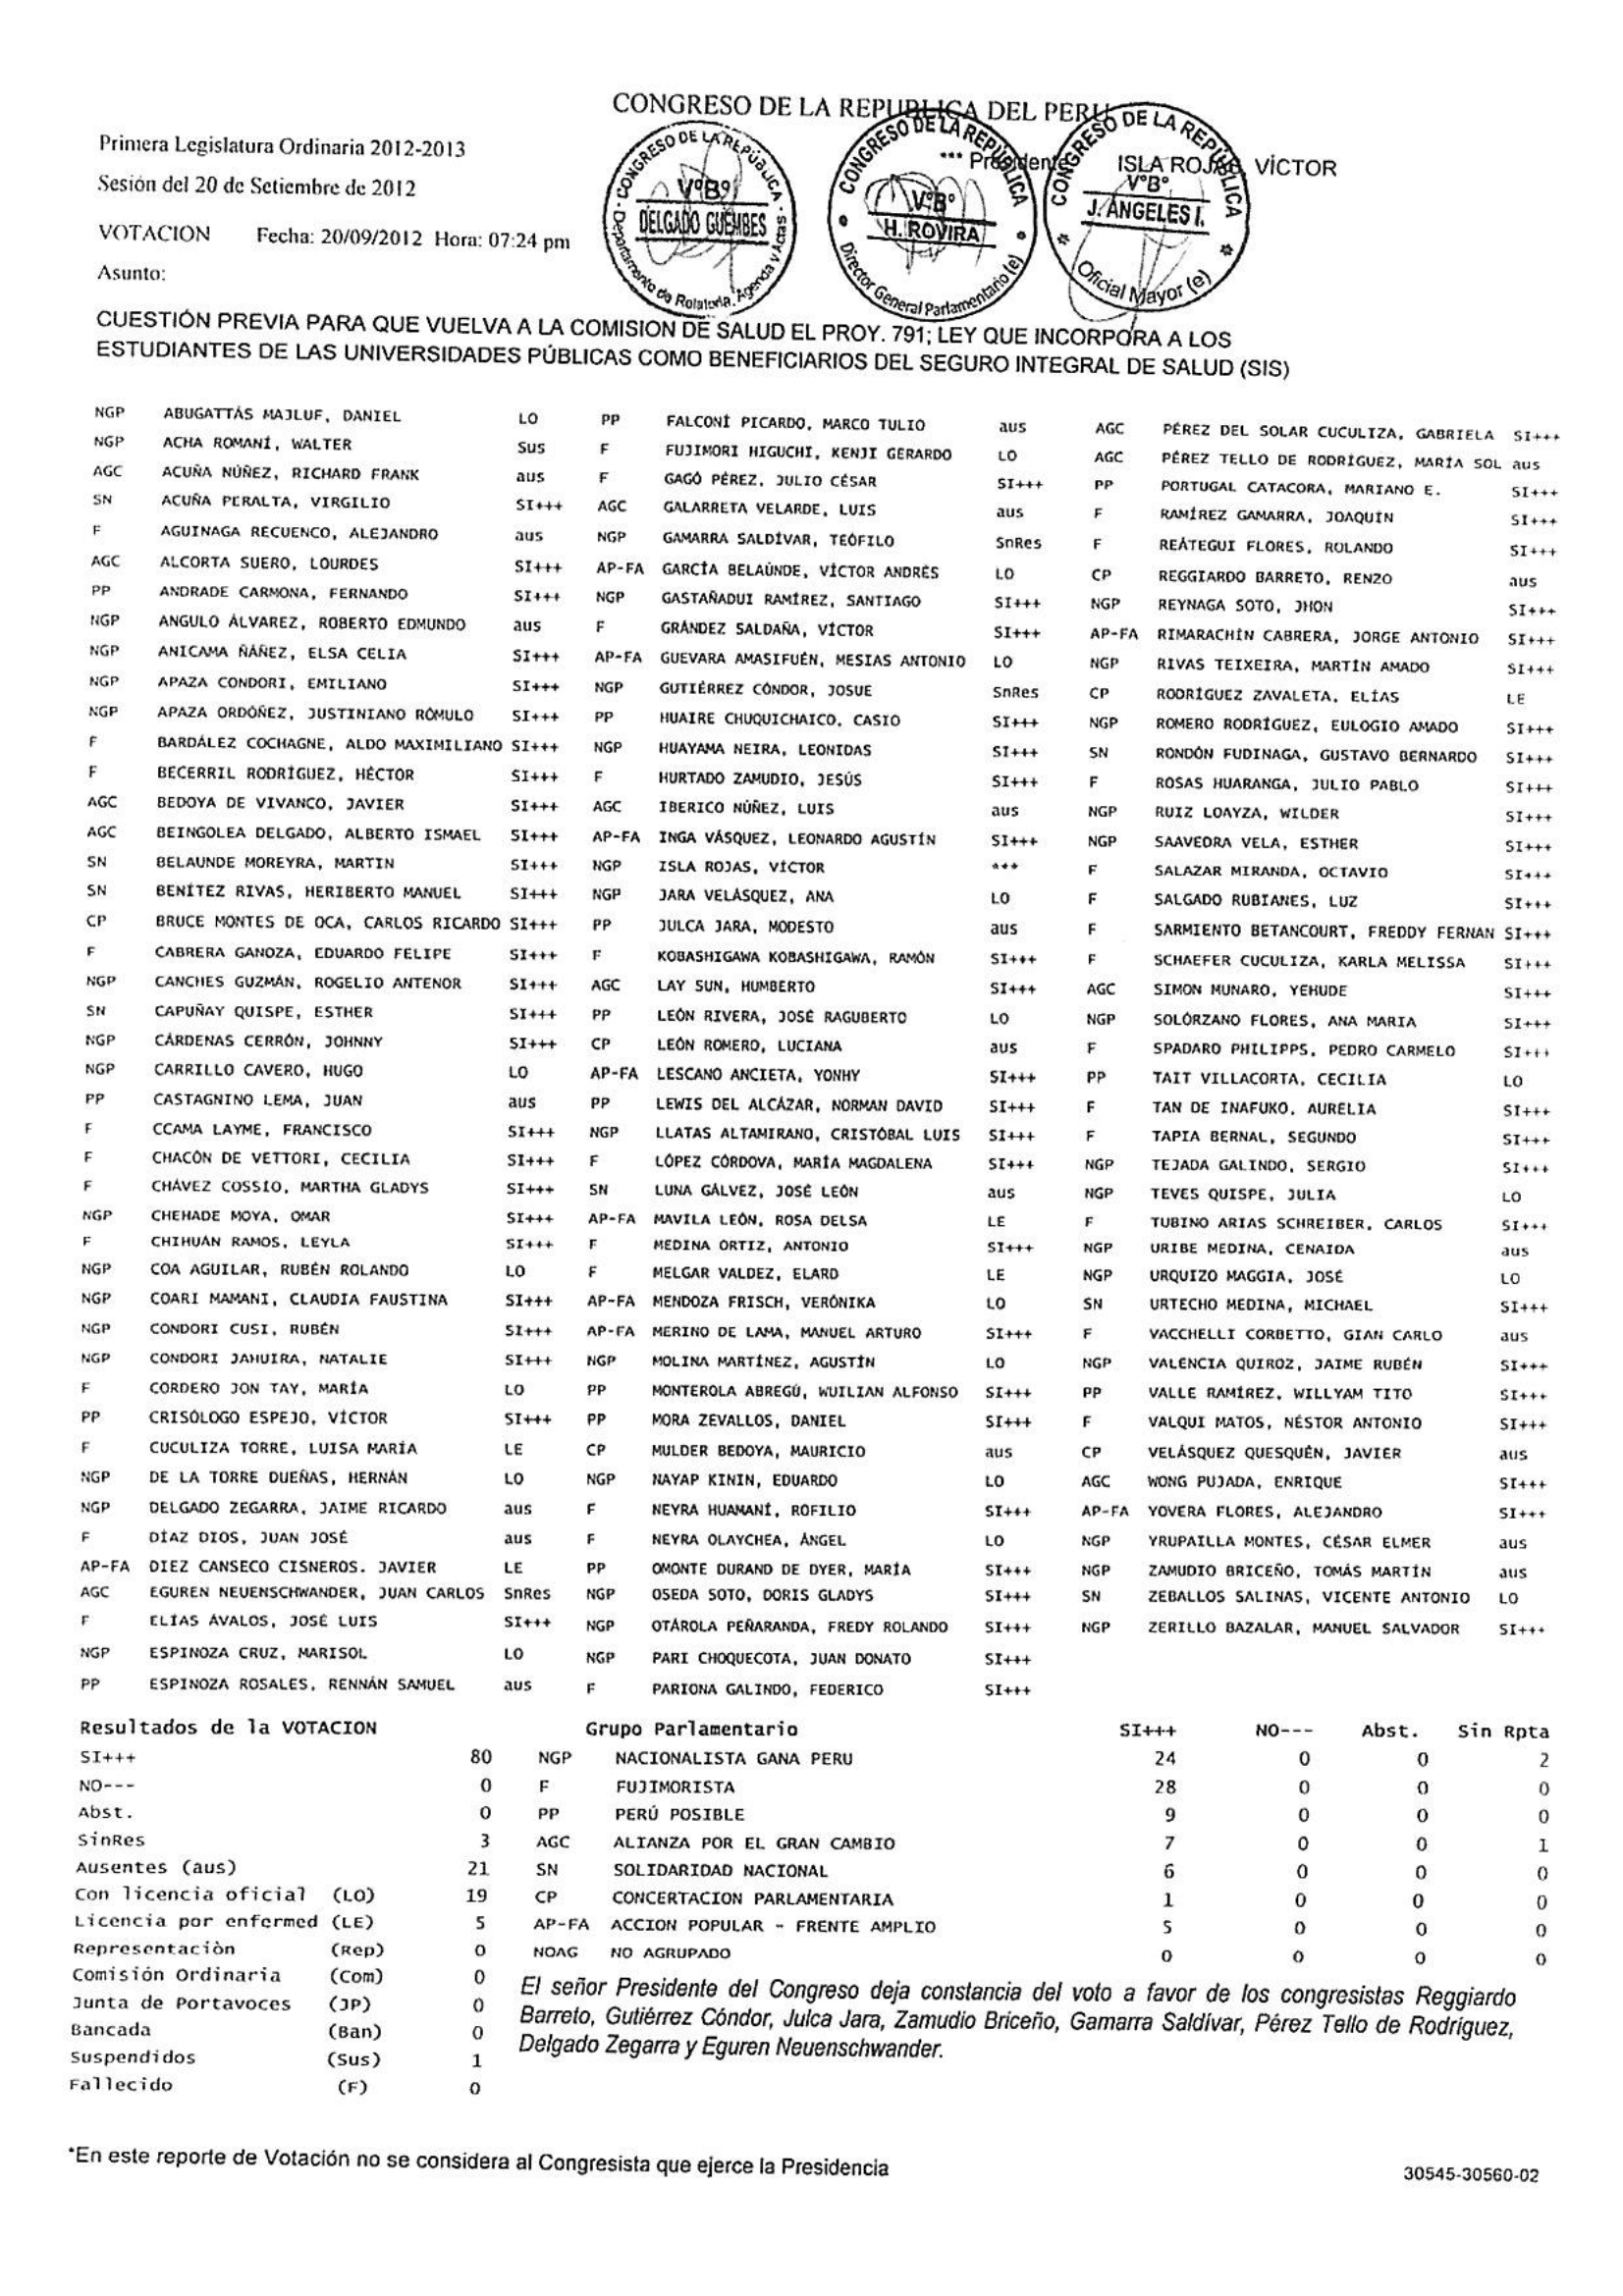 CONGRESO DE LA REPUBLICA DEL PERU
Primera Legislatura Ordinaria 2012-2013
*** Presidente ISLA ROJAS, VÍCTOR
Sesión del 20 de Setiembre de 2012
VOTACION Fecha: 20/09/2012 Hora: 07:24 pm
Asunto:
CONGRESO DE LA REPÚBLICA - Departamento de Relatoría, Agenda y Actas
V°B°
DELGADO GUEMBES
CONGRESO DE LA REPÚBLICA
V°B°
H. ROVIRA
Director General Parlamentario (e)
CONGRESO DE LA REPÚBLICA
V°B°
J. ANGELES I.
Oficial Mayor (e)
CUESTIÓN PREVIA PARA QUE VUELVA A LA COMISION DE SALUD EL PROY. 791; LEY QUE INCORPORA A LOS
ESTUDIANTES DE LAS UNIVERSIDADES PÚBLICAS COMO BENEFICIARIOS DEL SEGURO INTEGRAL DE SALUD (SIS)
NGP ABUGATTÁS MAJLUF, DANIEL LO
NGP ACHA ROMANÍ, WALTER Sus
AGC ACUÑA NÚÑEZ, RICHARD FRANK aus
SN ACUÑA PERALTA, VIRGILIO SI+++
F AGUINAGA RECUENCO, ALEJANDRO aus
AGC ALCORTA SUERO, LOURDES SI+++
PP ANDRADE CARMONA, FERNANDO SI+++
NGP ANGULO ÁLVAREZ, ROBERTO EDMUNDO aus
NGP ANICAMA ÑÁÑEZ, ELSA CELIA SI+++
NGP APAZA CONDORI, EMILIANO SI+++
NGP APAZA ORDÓÑEZ, JUSTINIANO RÓMULO SI+++
F BARDÁLEZ COCHAGNE, ALDO MAXIMILIANO SI+++
F BECERRIL RODRÍGUEZ, HÉCTOR SI+++
AGC BEDOYA DE VIVANCO, JAVIER SI+++
AGC BEINGOLEA DELGADO, ALBERTO ISMAEL SI+++
SN BELAUNDE MOREYRA, MARTIN SI+++
SN BENÍTEZ RIVAS, HERIBERTO MANUEL SI+++
CP BRUCE MONTES DE OCA, CARLOS RICARDO SI+++
F CABRERA GANOZA, EDUARDO FELIPE SI+++
NGP CANCHES GUZMÁN, ROGELIO ANTENOR SI+++
SN CAPUÑAY QUISPE, ESTHER SI+++
NGP CÁRDENAS CERRÓN, JOHNNY SI+++
NGP CARRILLO CAVERO, HUGO LO
PP CASTAGNINO LEMA, JUAN aus
F CCAMA LAYME, FRANCISCO SI+++
F CHACÓN DE VETTORI, CECILIA SI+++
F CHÁVEZ COSSÍO, MARTHA GLADYS SI+++
NGP CHEHADE MOYA, OMAR SI+++
F CHIHUÁN RAMOS, LEYLA SI+++
NGP COA AGUILAR, RUBÉN ROLANDO LO
NGP COARI MAMANI, CLAUDIA FAUSTINA SI+++
NGP CONDORI CUSI, RUBÉN SI+++
NGP CONDORI JAHUIRA, NATALIE SI+++
F CORDERO JON TAY, MARÍA LO
PP CRISÓLOGO ESPEJO, VÍCTOR SI+++
F CUCULIZA TORRE, LUISA MARÍA LE
NGP DE LA TORRE DUEÑAS, HERNÁN LO
NGP DELGADO ZEGARRA, JAIME RICARDO aus
F DÍAZ DIOS, JUAN JOSÉ aus
AP-FA DIEZ CANSECO CISNEROS. JAVIER LE
AGC EGUREN NEUENSCHWANDER, JUAN CARLOS SnRes
F ELÍAS ÁVALOS, JOSÉ LUIS SI+++
NGP ESPINOZA CRUZ, MARISOL LO
PP ESPINOZA ROSALES, RENNÁN SAMUEL aus
PP FALCONÍ PICARDO, MARCO TULIO aus
F FUJIMORI HIGUCHI, KENJI GERARDO LO
F GAGÓ PÉREZ, JULIO CÉSAR SI+++
AGC GALARRETA VELARDE, LUIS aus
NGP GAMARRA SALDÍVAR, TEÓFILO SnRes
AP-FA GARCÍA BELAÚNDE, VÍCTOR ANDRÉS LO
NGP GASTAÑADUI RAMÍREZ, SANTIAGO SI+++
F GRÁNDEZ SALDAÑA, VÍCTOR SI+++
AP-FA GUEVARA AMASIFUÉN, MESIAS ANTONIO LO
NGP GUTIÉRREZ CÓNDOR, JOSUE SnRes
PP HUAIRE CHUQUICHAICO, CASIO SI+++
NGP HUAYAMA NEIRA, LEONIDAS SI+++
F HURTADO ZAMUDIO, JESÚS SI+++
AGC IBERICO NÚÑEZ, LUIS aus
AP-FA INGA VÁSQUEZ, LEONARDO AGUSTÍN SI+++
NGP ISLA ROJAS, VÍCTOR ***
NGP JARA VELÁSQUEZ, ANA LO
PP JULCA JARA, MODESTO aus
F KOBASHIGAWA KOBASHIGAWA, RAMÓN SI+++
AGC LAY SUN, HUMBERTO SI+++
PP LEÓN RIVERA, JOSÉ RAGUBERTO LO
CP LEÓN ROMERO, LUCIANA aus
AP-FA LESCANO ANCIETA, YONHY SI+++
PP LEWIS DEL ALCÁZAR, NORMAN DAVID SI+++
NGP LLATAS ALTAMIRANO, CRISTÓBAL LUIS SI+++
F LÓPEZ CÓRDOVA, MARÍA MAGDALENA SI+++
SN LUNA GÁLVEZ, JOSÉ LEÓN aus
AP-FA MAVILA LEÓN, ROSA DELSA LE
F MEDINA ORTIZ, ANTONIO SI+++
F MELGAR VALDEZ, ELARD LE
AP-FA MENDOZA FRISCH, VERÓNIKA LO
AP-FA MERINO DE LAMA, MANUEL ARTURO SI+++
NGP MOLINA MARTÍNEZ, AGUSTÍN LO
PP MONTEROLA ABREGÚ, WUILIAN ALFONSO SI+++
PP MORA ZEVALLOS, DANIEL SI+++
CP MULDER BEDOYA, MAURICIO aus
NGP NAYAP KININ, EDUARDO LO
F NEYRA HUAMANÍ, ROFILIO SI+++
F NEYRA OLAYCHEA, ÁNGEL LO
PP OMONTE DURAND DE DYER, MARÍA SI+++
NGP OSEDA SOTO, DORIS GLADYS SI+++
NGP OTÁROLA PEÑARANDA, FREDY ROLANDO SI+++
NGP PARI CHOQUECOTA, JUAN DONATO SI+++
F PARIONA GALINDO, FEDERICO SI+++
AGC PÉREZ DEL SOLAR CUCULIZA, GABRIELA SI+++
AGC PÉREZ TELLO DE RODRÍGUEZ, MARÍA SOL aus
PP PORTUGAL CATACORA, MARIANO E. SI+++
F RAMÍREZ GAMARRA, JOAQUÍN SI+++
F REÁTEGUI FLORES, ROLANDO SI+++
CP REGGIARDO BARRETO, RENZO aus
NGP REYNAGA SOTO, JHON SI+++
AP-FA RIMARACHÍN CABRERA, JORGE ANTONIO SI+++
NGP RIVAS TEIXEIRA, MARTÍN AMADO SI+++
CP RODRÍGUEZ ZAVALETA, ELÍAS LE
NGP ROMERO RODRÍGUEZ, EULOGIO AMADO SI+++
SN RONDÓN FUDINAGA, GUSTAVO BERNARDO SI+++
F ROSAS HUARANGA, JULIO PABLO SI+++
NGP RUIZ LOAYZA, WILDER SI+++
NGP SAAVEDRA VELA, ESTHER SI+++
F SALAZAR MIRANDA, OCTAVIO SI+++
F SALGADO RUBIANES, LUZ SI+++
F SARMIENTO BETANCOURT, FREDDY FERNAN SI+++
F SCHAEFER CUCULIZA, KARLA MELISSA SI+++
AGC SIMON MUNARO, YEHUDE SI+++
NGP SOLÓRZANO FLORES, ANA MARIA SI+++
F SPADARO PHILIPPS, PEDRO CARMELO SI+++
PP TAIT VILLACORTA, CECILIA LO
F TAN DE INAFUKO, AURELIA SI+++
F TAPIA BERNAL, SEGUNDO SI+++
NGP TEJADA GALINDO, SERGIO SI+++
NGP TEVES QUISPE, JULIA LO
F TUBINO ARIAS SCHREIBER, CARLOS SI+++
NGP URIBE MEDINA, CENAIDA aus
NGP URQUIZO MAGGIA, JOSÉ LO
SN URTECHO MEDINA, MICHAEL SI+++
F VACCHELLI CORBETTO, GIAN CARLO aus
NGP VALENCIA QUIROZ, JAIME RUBÉN SI+++
PP VALLE RAMÍREZ, WILLYAM TITO SI+++
F VALQUI MATOS, NÉSTOR ANTONIO SI+++
CP VELÁSQUEZ QUESQUÉN, JAVIER aus
AGC WONG PUJADA, ENRIQUE SI+++
AP-FA YOVERA FLORES, ALEJANDRO SI+++
NGP YRUPAILLA MONTES, CÉSAR ELMER aus
NGP ZAMUDIO BRICEÑO, TOMÁS MARTÍN aus
SN ZEBALLOS SALINAS, VICENTE ANTONIO LO
NGP ZERILLO BAZALAR, MANUEL SALVADOR SI+++
Resultados de la VOTACION
SI+++ 80
NO--- 0
Abst. 0
SinRes 3
Ausentes (aus) 21
Con licencia oficial (LO) 19
Licencia por enfermed (LE) 5
Representación (Rep) 0
Comisión Ordinaria (Com) 0
Junta de Portavoces (JP) 0
Bancada (Ban) 0
Suspendidos (Sus) 1
Fallecido (F) 0
Grupo Parlamentario SI+++ NO--- Abst. Sin Rpta
NGP NACIONALISTA GANA PERU 24 0 0 2
F FUJIMORISTA 28 0 0 0
PP PERÚ POSIBLE 9 0 0 0
AGC ALIANZA POR EL GRAN CAMBIO 7 0 0 1
SN SOLIDARIDAD NACIONAL 6 0 0 0
CP CONCERTACION PARLAMENTARIA 1 0 0 0
AP-FA ACCION POPULAR - FRENTE AMPLIO 5 0 0 0
NOAG NO AGRUPADO 0 0 0 0
El señor Presidente del Congreso deja constancia del voto a favor de los congresistas Reggiardo
Barreto, Gutiérrez Cóndor, Julca Jara, Zamudio Briceño, Gamarra Saldívar, Pérez Tello de Rodríguez,
Delgado Zegarra y Eguren Neuenschwander.
*En este reporte de Votación no se considera al Congresista que ejerce la Presidencia
30545-30560-02